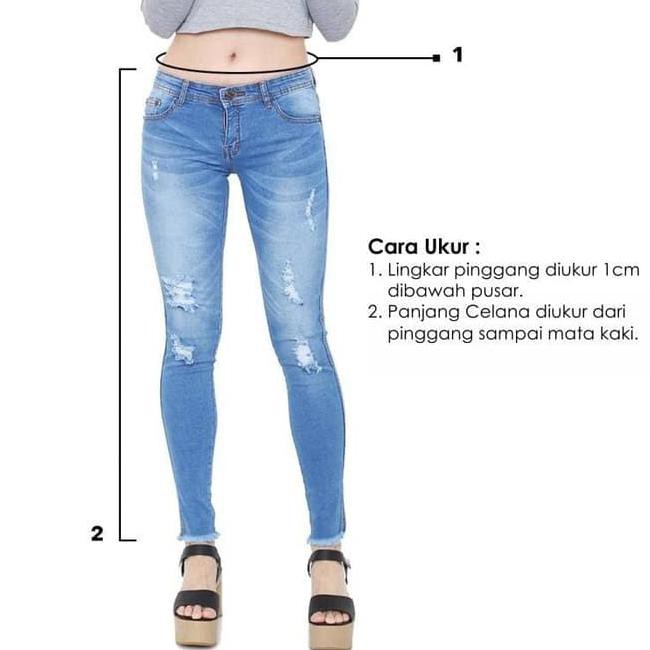 1
Cara Ukur :
1. Lingkar pinggang diukur 1cm
dibawah pusar.
2. Panjang Celana diukur dari
pinggang sampai mata kaki.
2